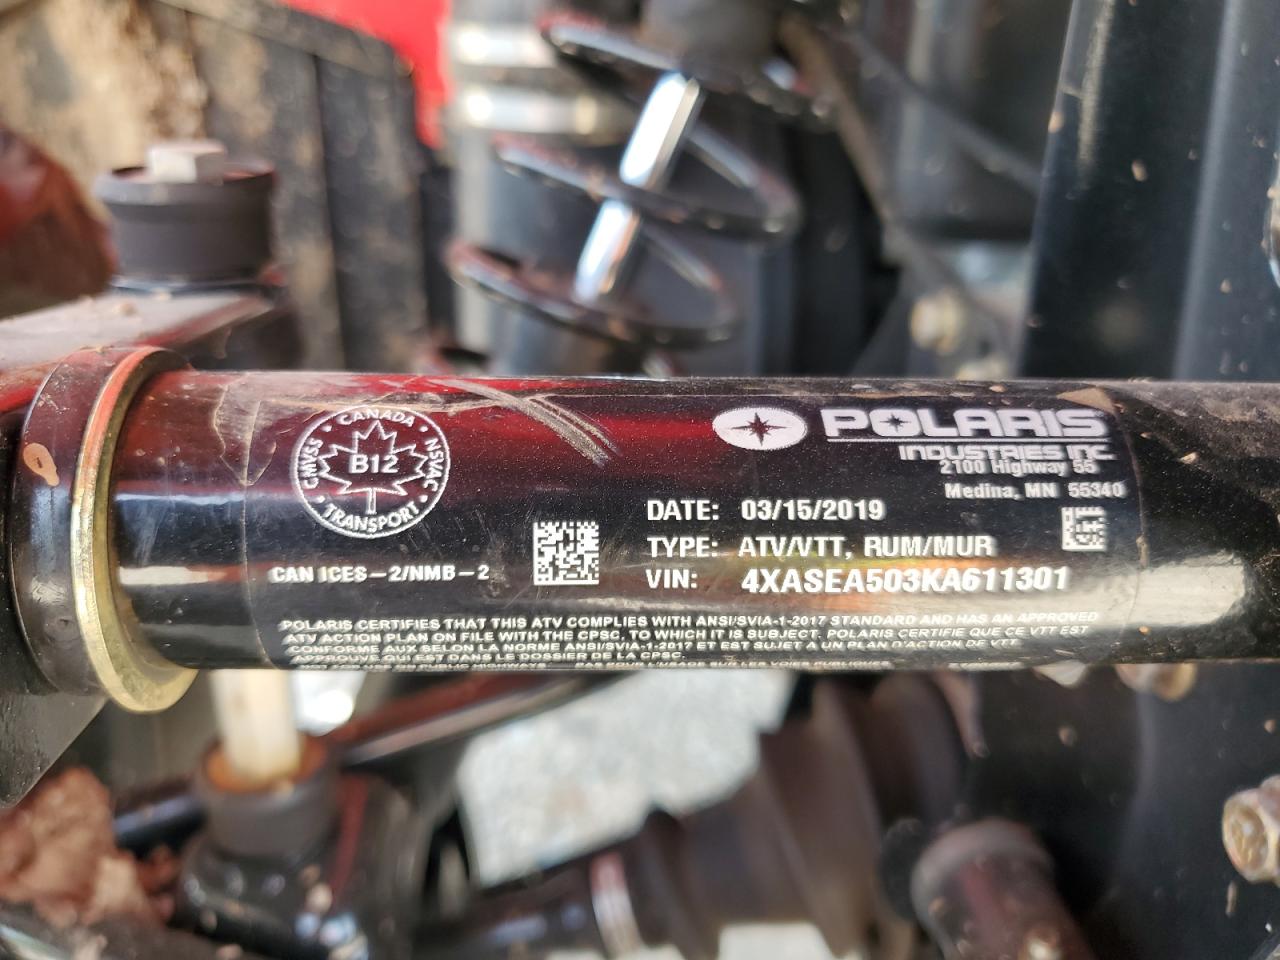 CANADA
CMVSS NSVAC
B12
TRANSPORT
CAN ICES-2/NMB-2
POLARIS
INDUSTRIES INC.
2100 Highway 55
Medina, MN 55340
DATE: 03/15/2019
TYPE: ATV/VTT, RUM/MUR
VIN: 4XASEA503KA611301
POLARIS CERTIFIES THAT THIS ATV COMPLIES WITH ANSI/SVIA-1-2017 STANDARD AND HAS AN APPROVED
ATV ACTION PLAN ON FILE WITH THE CPSC, TO WHICH IT IS SUBJECT. POLARIS CERTIFIE QUE CE VTT EST
CONFORME AUX SELON LA NORME ANSI/SVIA-1-2017 ET EST SUJET A UN PLAN D'ACTION DE VTT
APPROUVE QUI EST DANS LE DOSSIER DE LA CPSC.